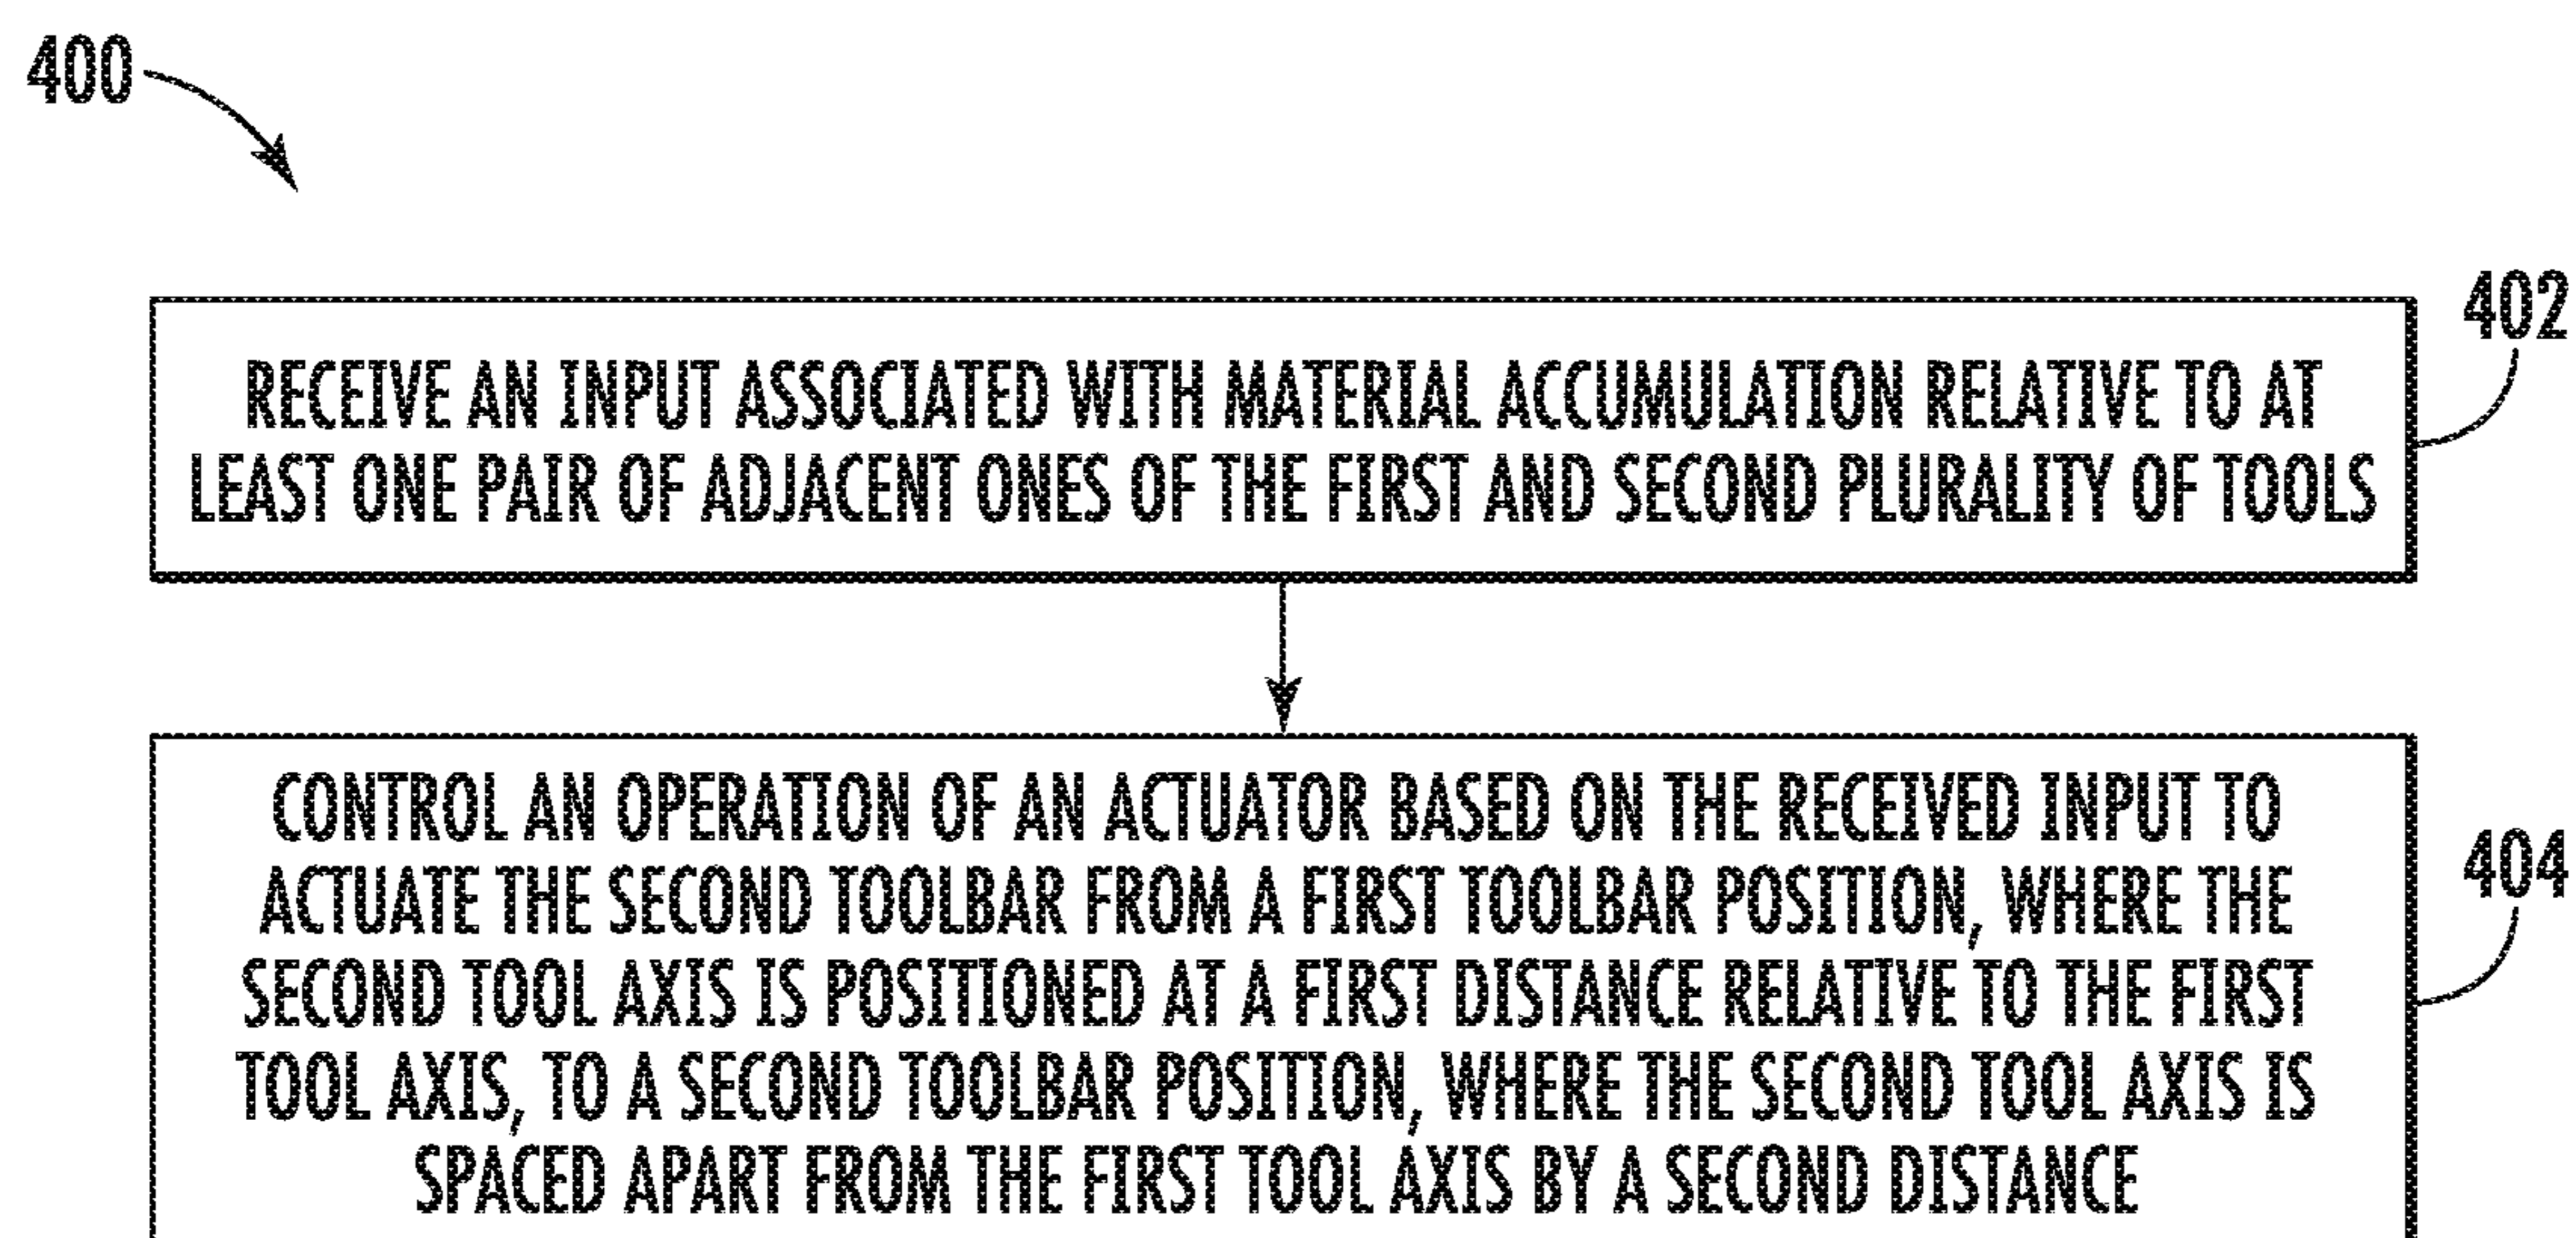 400
402
RECEIVE AN INPUT ASSOCIATED WITH MATERIAL ACCUMULATION RELATIVE TO AT
LEAST ONE PAIR OF ADJACENT ONES OF THE FIRST AND SECOND PLURALITY OF TOOLS
404
CONTROL AN OPERATION OF AN ACTUATOR BASED ON THE RECEIVED INPUT TO
ACTUATE THE SECOND TOOLBAR FROM A FIRST TOOLBAR POSITION, WHERE THE
SECOND TOOL AXIS IS POSITIONED AT A FIRST DISTANCE RELATIVE TO THE FIRST
TOOL AXIS, TO A SECOND TOOLBAR POSITION, WHERE THE SECOND TOOL AXIS IS
SPACED APART FROM THE FIRST TOOL AXIS BY A SECOND DISTANCE